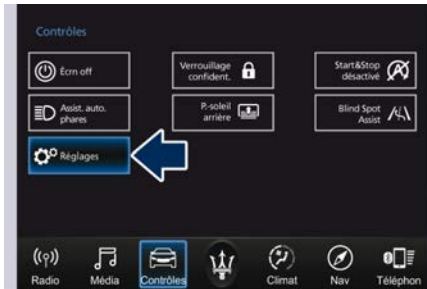 Contrôles
Écrn off
Verrouillage
confident.
Start&Stop
désactivé
Assist. auto.
phares
P.-soleil
arrière
Blind Spot
Assist
Réglages
Radio
Média
Contrôles
Climat
Nav
Téléphon